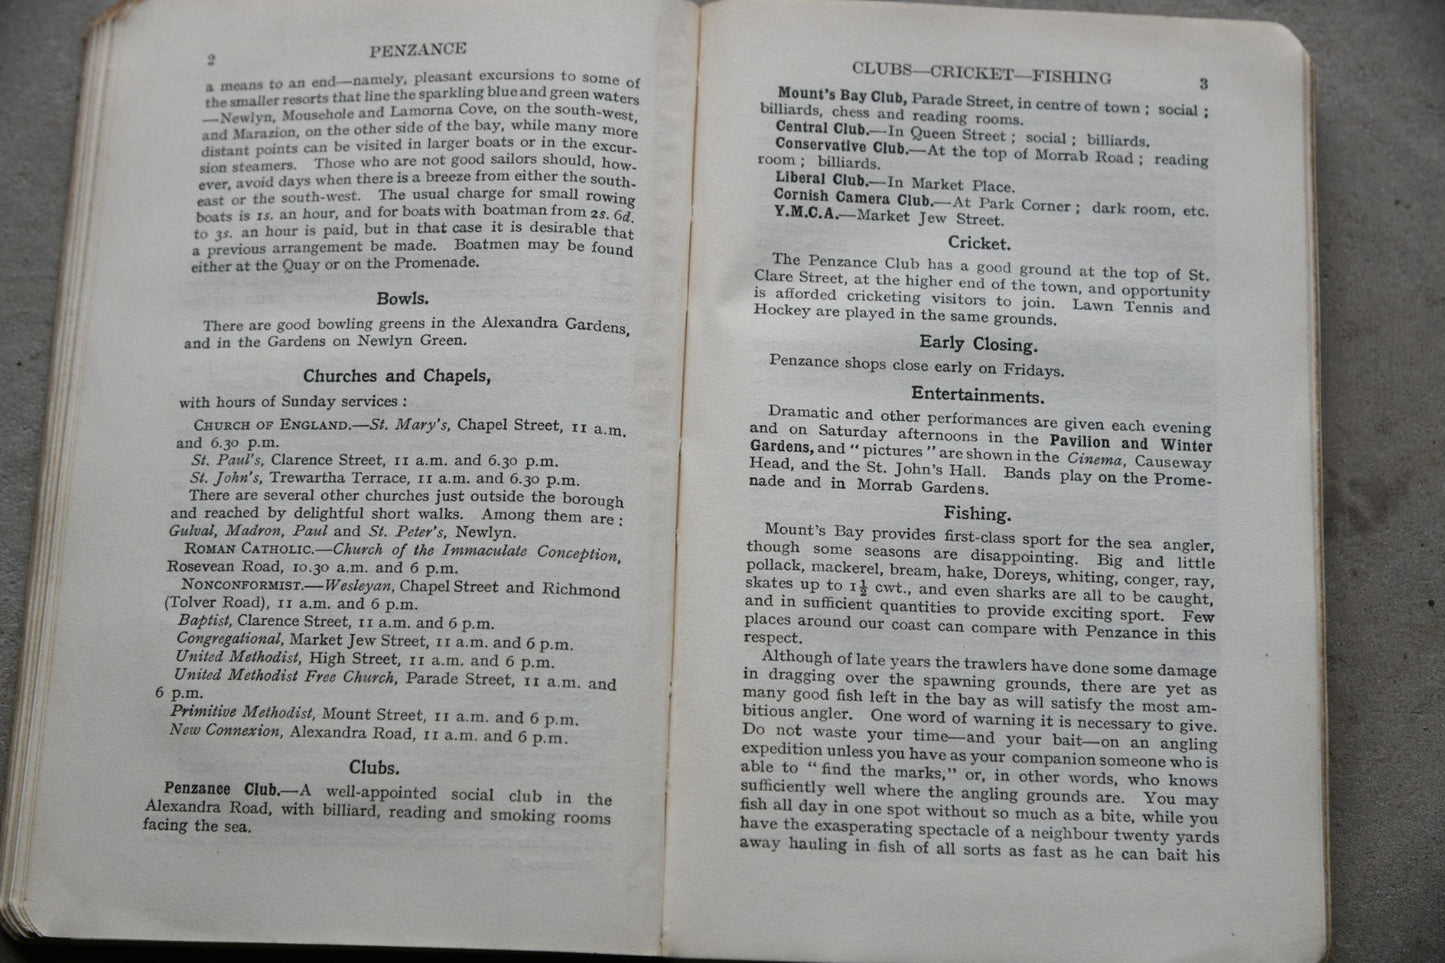 2
PENZANCE
a means to an end—namely, pleasant excursions to some of
the smaller resorts that line the sparkling blue and green waters
—Newlyn, Mousehole and Lamorna Cove, on the south-west,
and Marazion, on the other side of the bay, while many more
distant points can be visited in larger boats or in the excur-
sion steamers. Those who are not good sailors should, how-
ever, avoid days when there is a breeze from either the south-
east or the south-west. The usual charge for small rowing
boats is 1s. an hour, and for boats with boatman from 2s. 6d.
to 3s. an hour is paid, but in that case it is desirable that
a previous arrangement be made. Boatmen may be found
either at the Quay or on the Promenade.
Bowls.
There are good bowling greens in the Alexandra Gardens,
and in the Gardens on Newlyn Green.
Churches and Chapels,
with hours of Sunday services :
CHURCH OF ENGLAND.—St. Mary's, Chapel Street, 11 a.m.
and 6.30 p.m.
St. Paul's, Clarence Street, 11 a.m. and 6.30 p.m.
St. John's, Trewartha Terrace, 11 a.m. and 6.30 p.m.
There are several other churches just outside the borough
and reached by delightful short walks. Among them are :
Gulval, Madron, Paul and St. Peter's, Newlyn.
ROMAN CATHOLIC.—Church of the Immaculate Conception,
Rosevean Road, 10.30 a.m. and 6 p.m.
NONCONFORMIST.—Wesleyan, Chapel Street and Richmond
(Tolver Road), 11 a.m. and 6 p.m.
Baptist, Clarence Street, 11 a.m. and 6 p.m.
Congregational, Market Jew Street, 11 a.m. and 6 p.m.
United Methodist, High Street, 11 a.m. and 6 p.m.
United Methodist Free Church, Parade Street, 11 a.m. and
6 p.m.
Primitive Methodist, Mount Street, 11 a.m. and 6 p.m.
New Connexion, Alexandra Road, 11 a.m. and 6 p.m.
Clubs.
Penzance Club.—A well-appointed social club in the
Alexandra Road, with billiard, reading and smoking rooms
facing the sea.
CLUBS—CRICKET—FISHING
3
Mount's Bay Club, Parade Street, in centre of town ; social ;
billiards, chess and reading rooms.
Central Club.—In Queen Street ; social ; billiards.
Conservative Club.—At the top of Morrab Road ; reading
room ; billiards.
Liberal Club.—In Market Place.
Cornish Camera Club.—At Park Corner ; dark room, etc.
Y.M.C.A.—Market Jew Street.
Cricket.
The Penzance Club has a good ground at the top of St.
Clare Street, at the higher end of the town, and opportunity
is afforded cricketing visitors to join. Lawn Tennis and
Hockey are played in the same grounds.
Early Closing.
Penzance shops close early on Fridays.
Entertainments.
Dramatic and other performances are given each evening
and on Saturday afternoons in the Pavilion and Winter
Gardens, and " pictures " are shown in the Cinema, Causeway
Head, and the St. John's Hall. Bands play on the Prome-
nade and in Morrab Gardens.
Fishing.
Mount's Bay provides first-class sport for the sea angler,
though some seasons are disappointing. Big and little
pollack, mackerel, bream, hake, Doreys, whiting, conger, ray,
skates up to 1½ cwt., and even sharks are all to be caught,
and in sufficient quantities to provide exciting sport. Few
places around our coast can compare with Penzance in this
respect.
Although of late years the trawlers have done some damage
in dragging over the spawning grounds, there are yet as
many good fish left in the bay as will satisfy the most am-
bitious angler. One word of warning it is necessary to give.
Do not waste your time—and your bait—on an angling
expedition unless you have as your companion someone who is
able to " find the marks," or, in other words, who knows
sufficiently well where the angling grounds are. You may
fish all day in one spot without so much as a bite, while you
have the exasperating spectacle of a neighbour twenty yards
away hauling in fish of all sorts as fast as he can bait his